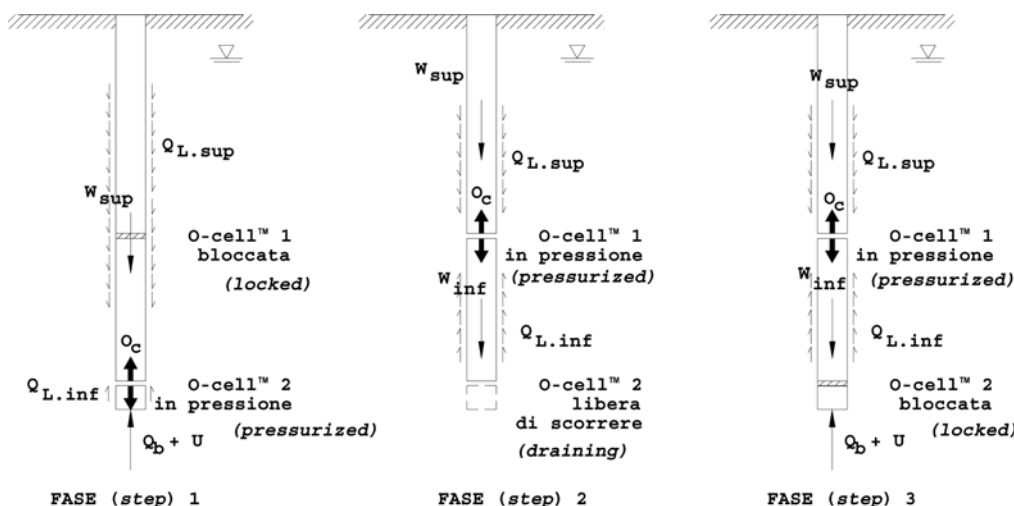 W sup
Q L.sup
O-cell™ 1
bloccata
(locked)
O c
Q L.inf
O-cell™ 2
in pressione
(pressurized)
Q b + U
FASE (step) 1
W sup
Q L.sup
O c
O-cell™ 1
in pressione
(pressurized)
W inf
Q L.inf
O-cell™ 2
libera
di scorrere
(draining)
FASE (step) 2
W sup
Q L.sup
O c
O-cell™ 1
in pressione
(pressurized)
W inf
Q L.inf
O-cell™ 2
bloccata
(locked)
Q b + U
FASE (step) 3